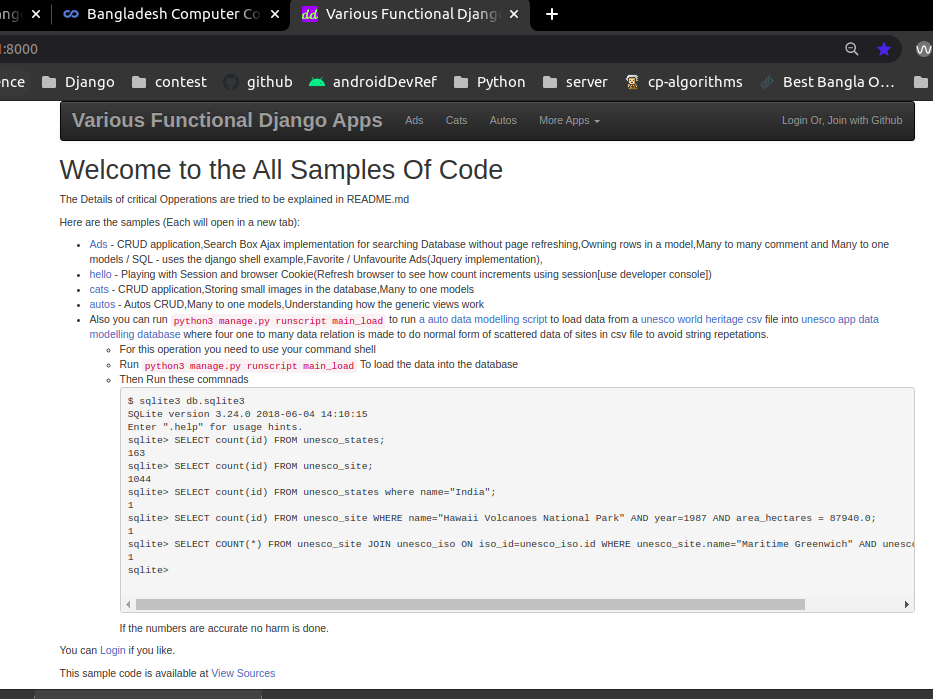 Bangladesh Computer Co
dd Various Functional Djang
:8000
nce Django contest github androidDevRef Python server cp-algorithms Best Bangla O...
Various Functional Django Apps Ads Cats Autos More Apps Login Or, Join with Github
Welcome to the All Samples Of Code
The Details of critical Opperations are tried to be explained in README.md
Here are the samples (Each will open in a new tab):
Ads - CRUD application,Search Box Ajax implementation for searching Database without page refreshing,Owning rows in a model,Many to many comment and Many to one
models / SQL - uses the django shell example,Favorite / Unfavourite Ads(Jquery implementation),
hello - Playing with Session and browser Cookie(Refresh browser to see how count increments using session[use developer console])
cats - CRUD application,Storing small images in the database,Many to one models
autos - Autos CRUD,Many to one models,Understanding how the generic views work
Also you can run python3 manage.py runscript main_load to run a auto data modelling script to load data from a unesco world heritage csv file into unesco app data
modelling database where four one to many data relation is made to do normal form of scattered data of sites in csv file to avoid string repetations.
For this operation you need to use your command shell
Run python3 manage.py runscript main_load To load the data into the database
Then Run these commnads
$ sqlite3 db.sqlite3
SQLite version 3.24.0 2018-06-04 14:10:15
Enter ".help" for usage hints.
sqlite> SELECT count(id) FROM unesco_states;
163
sqlite> SELECT count(id) FROM unesco_site;
1044
sqlite> SELECT count(id) FROM unesco_states where name="India";
1
sqlite> SELECT count(id) FROM unesco_site WHERE name="Hawaii Volcanoes National Park" AND year=1987 AND area_hectares = 87940.0;
1
sqlite> SELECT COUNT(*) FROM unesco_site JOIN unesco_iso ON iso_id=unesco_iso.id WHERE unesco_site.name="Maritime Greenwich" AND unesc
1
sqlite>
If the numbers are accurate no harm is done.
You can Login if you like.
This sample code is available at View Sources